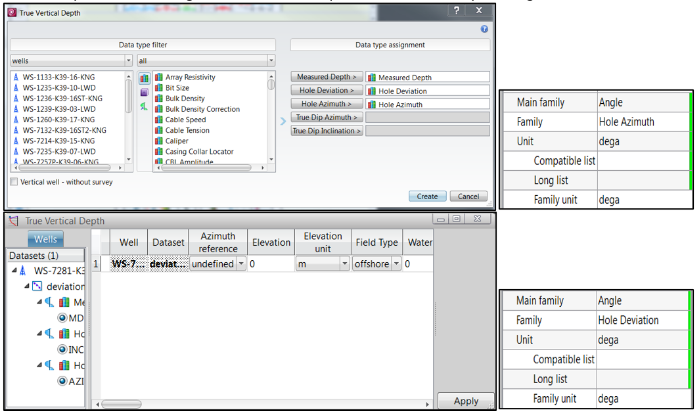 True Vertical Depth
Data type filter
Data type assignment
wells
all
WS-1133-K39-16-KNG
WS-1235-K39-10-LWD
WS-1236-K39-16ST-KNG
WS-1239-K39-03-LWD
WS-1260-K39-17-KNG
WS-7132-K39-16ST2-KNG
WS-7214-K39-15-KNG
WS-7235-K39-07-LWD
WS-7257P-K39-06-KNG
Array Resistivity
Bit Size
Bulk Density
Bulk Density Correction
Cable Speed
Cable Tension
Caliper
Casing Collar Locator
CBL Amplitude
Measured Depth > Measured Depth
Hole Deviation > Hole Deviation
Hole Azimuth > Hole Azimuth
True Dip Azimuth >
True Dip Inclination >
Vertical well - without survey
Create Cancel
Main family Angle
Family Hole Azimuth
Unit dega
Compatible list
Long list
Family unit dega
True Vertical Depth
Wells
Datasets (1)
WS-7281-K3
deviation
Me
MD
Ho
INC
Ho
AZI
Well Dataset Azimuth reference Elevation Elevation unit Field Type Water
1 WS-7... deviat... undefined 0 m offshore 0
Apply
Main family Angle
Family Hole Deviation
Unit dega
Compatible list
Long list
Family unit dega